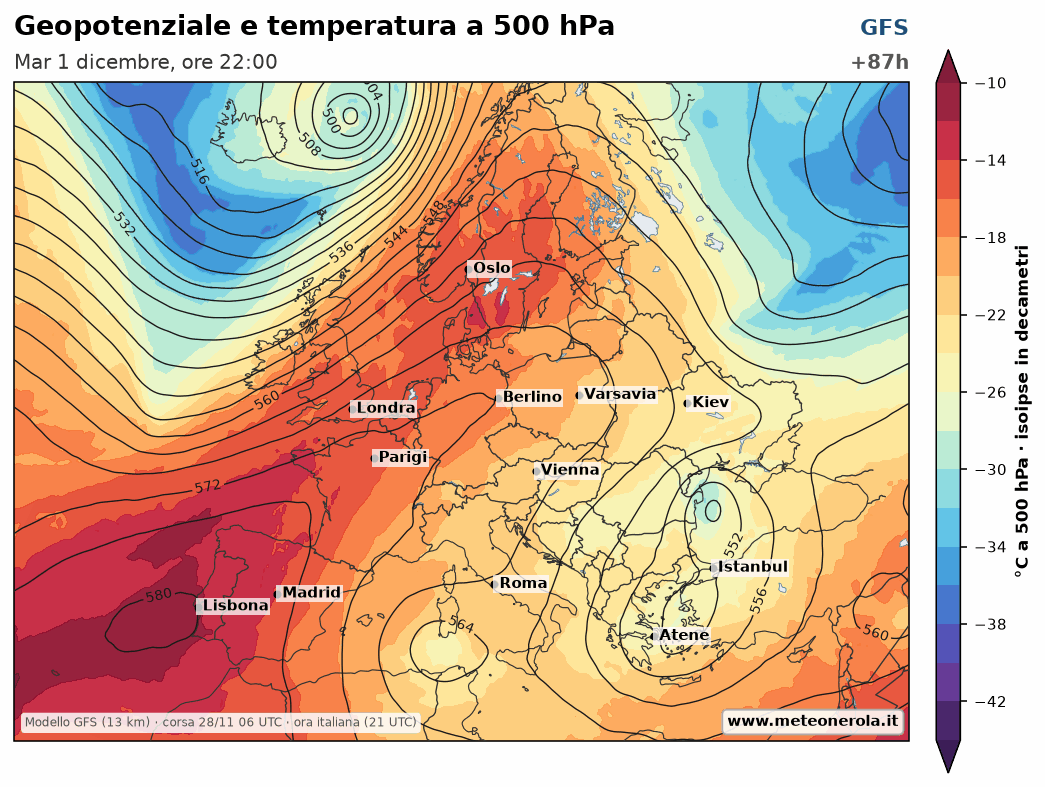 Geopotenziale e temperatura a 500 hPa
GFS
Mar 1 dicembre, ore 22:00
+87h
504
500
508
516
532
548
544
536
560
572
580
564
552
556
560
Oslo
Londra
Berlino
Varsavia
Kiev
Parigi
Vienna
Istanbul
Roma
Madrid
Lisbona
Atene
−10
−14
−18
−22
−26
−30
−34
−38
−42
°C a 500 hPa · isoipse in decametri
Modello GFS (13 km) · corsa 28/11 06 UTC · ora italiana (21 UTC)
www.meteonerola.it